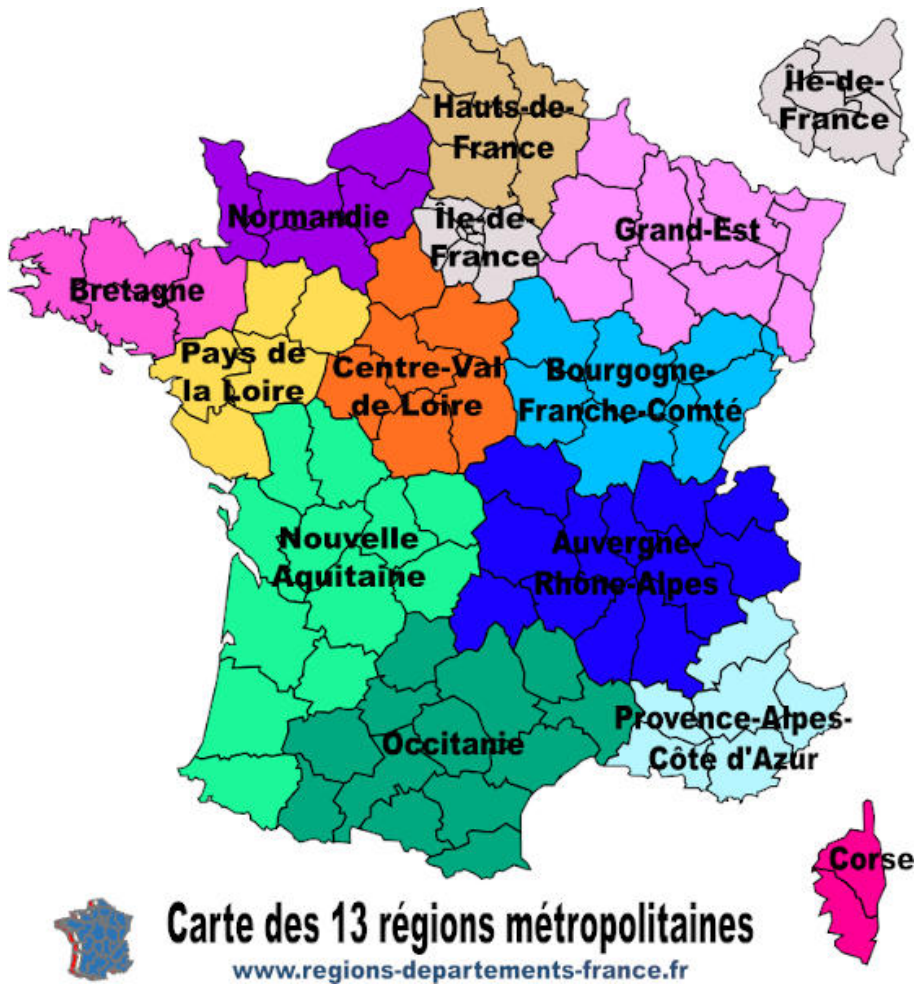 Île-de-
France
Hauts-de-
France
Normandie
Île-de-
France
Grand-Est
Bretagne
Pays de
la Loire
Centre-Val
de Loire
Bourgogne-
Franche-Comté
Nouvelle
Aquitaine
Auvergne-
Rhône-Alpes
Occitanie
Provence-Alpes-
Côte d'Azur
Corse
Carte des 13 régions métropolitaines
www.regions-departements-france.fr